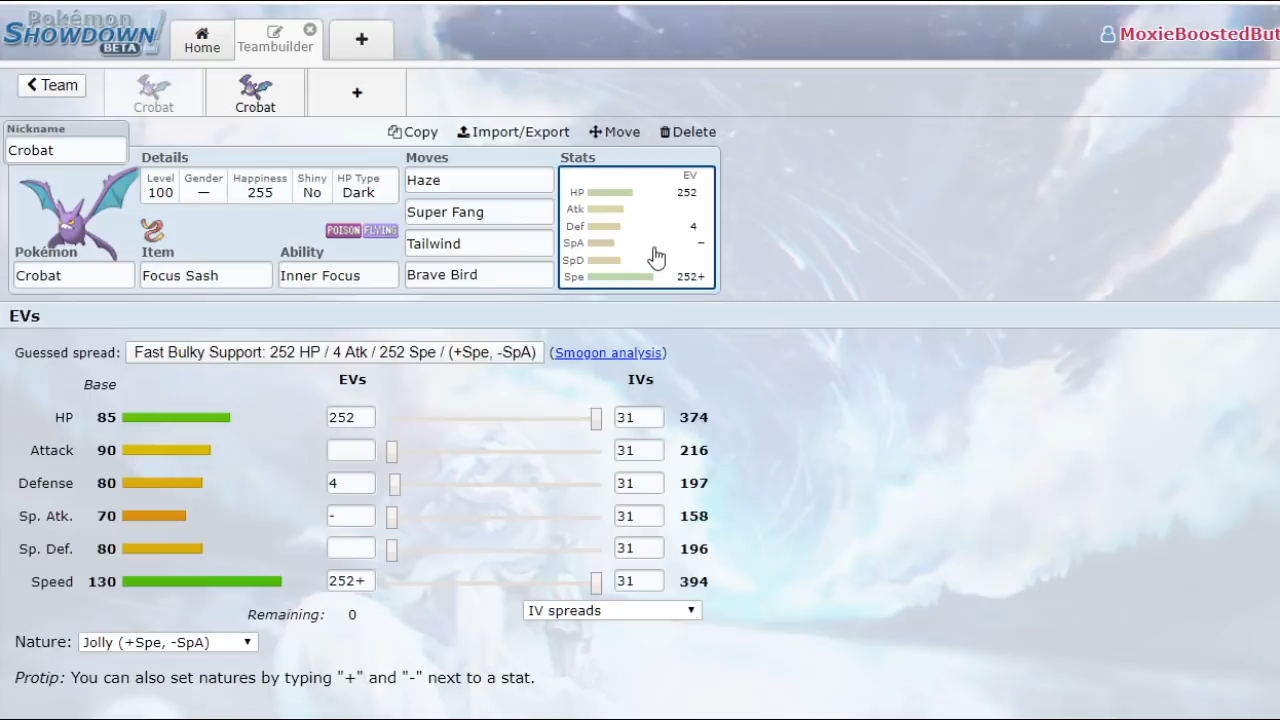 Pokémon
SHOWDOWN!
BETA
Home
Teambuilder
+
MoxieBoostedBut
Team
Crobat
Crobat
+
Copy
Import/Export
Move
Delete
Nickname
Crobat
Details
Level
100
Gender
—
Happiness
255
Shiny
No
HP Type
Dark
POISON FLYING
Pokémon
Crobat
Item
Focus Sash
Ability
Inner Focus
Moves
Haze
Super Fang
Tailwind
Brave Bird
Stats
EV
HP 252
Atk
Def 4
SpA –
SpD
Spe 252+
EVs
Guessed spread: Fast Bulky Support: 252 HP / 4 Atk / 252 Spe / (+Spe, -SpA) (Smogon analysis)
Base EVs IVs
HP 85 252 31 374
Attack 90 31 216
Defense 80 4 31 197
Sp. Atk. 70 - 31 158
Sp. Def. 80 31 196
Speed 130 252+ 31 394
Remaining: 0
IV spreads
Nature: Jolly (+Spe, -SpA)
Protip: You can also set natures by typing "+" and "-" next to a stat.